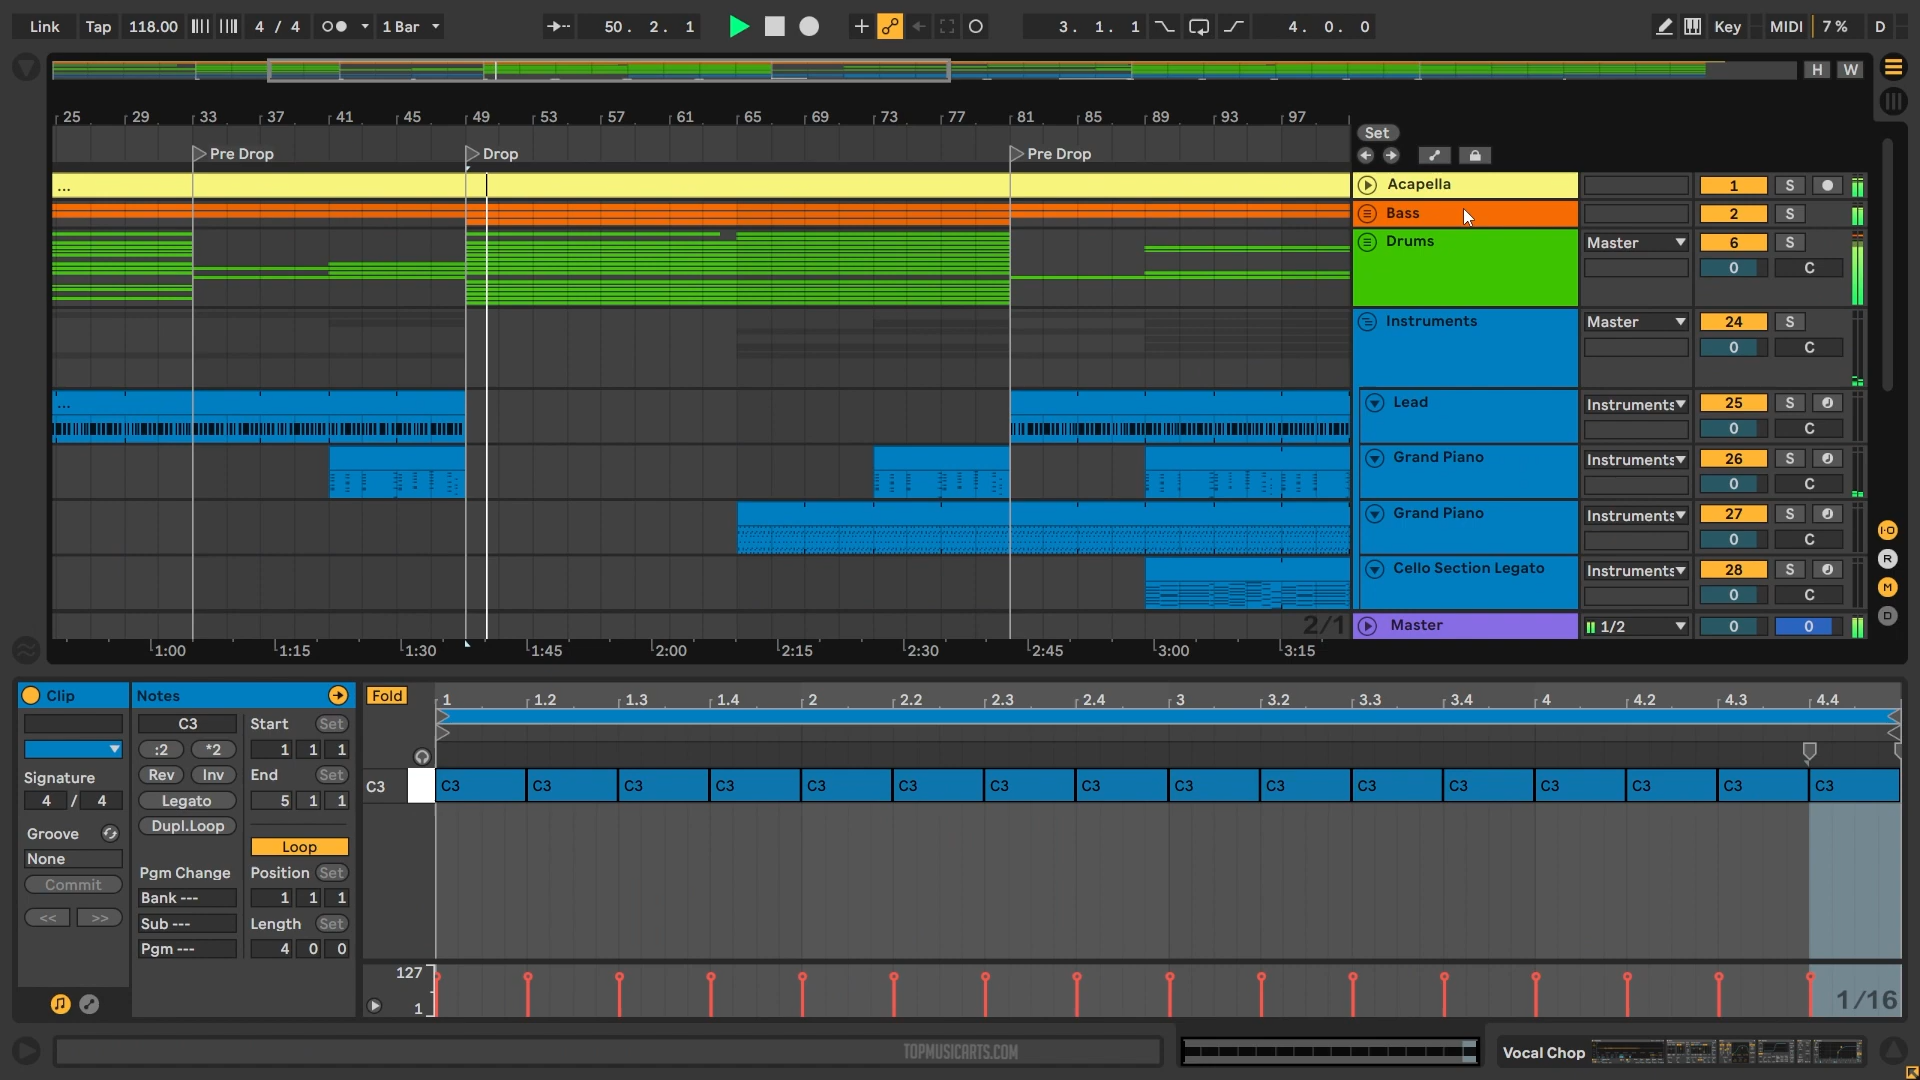 Link Tap 118.00 4 / 4 1 Bar 50. 2. 1 3. 1. 1 4. 0. 0 Key MIDI 7 % D
H W
25 29 33 37 41 45 49 53 57 61 65 69 73 77 81 85 89 93 97
Set
Pre Drop Drop Pre Drop
... Acapella 1 S
Bass 2 S
Drums Master 6 S
0 C
Instruments Master 24 S
0 C
... Lead Instruments 25 S
0 C
Grand Piano Instruments 26 S
0 C
Grand Piano Instruments 27 S
0 C
Cello Section Legato Instruments 28 S
0 C
2/1 Master 1/2 0 0
1:00 1:15 1:30 1:45 2:00 2:15 2:30 2:45 3:00 3:15
I·O
R
M
D
Clip Notes Fold 1 1.2 1.3 1.4 2 2.2 2.3 2.4 3 3.2 3.3 3.4 4 4.2 4.3 4.4
C3 Start Set
:2 *2 1 1 1
Signature Rev Inv End Set
4 / 4 Legato 5 1 1
Groove Dupl.Loop
None Loop
Commit Pgm Change Position Set
<< >> Bank --- 1 1 1
Sub --- Length Set
Pgm --- 4 0 0
C3 C3 C3 C3 C3 C3 C3 C3 C3 C3 C3 C3 C3 C3 C3 C3 C3
127
1 1/16
TOPMUSICARTS.COM Vocal Chop